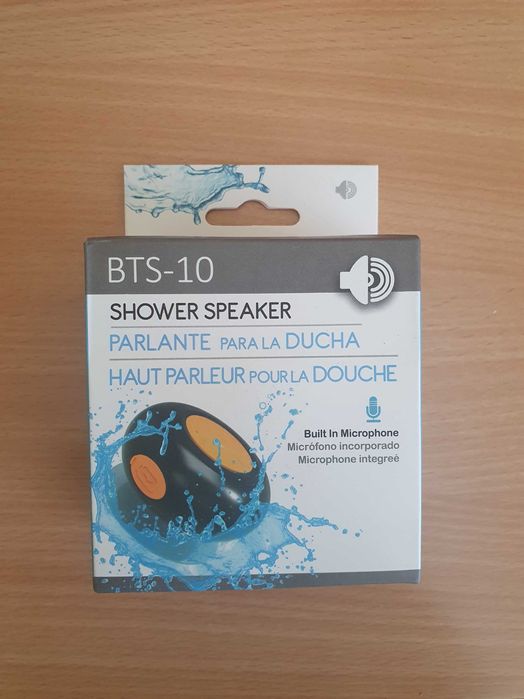 BTS-10
SHOWER SPEAKER
PARLANTE PARA LA DUCHA
HAUT PARLEUR POUR LA DOUCHE
Built In Microphone
Micrófono incorporado
Microphone integreé